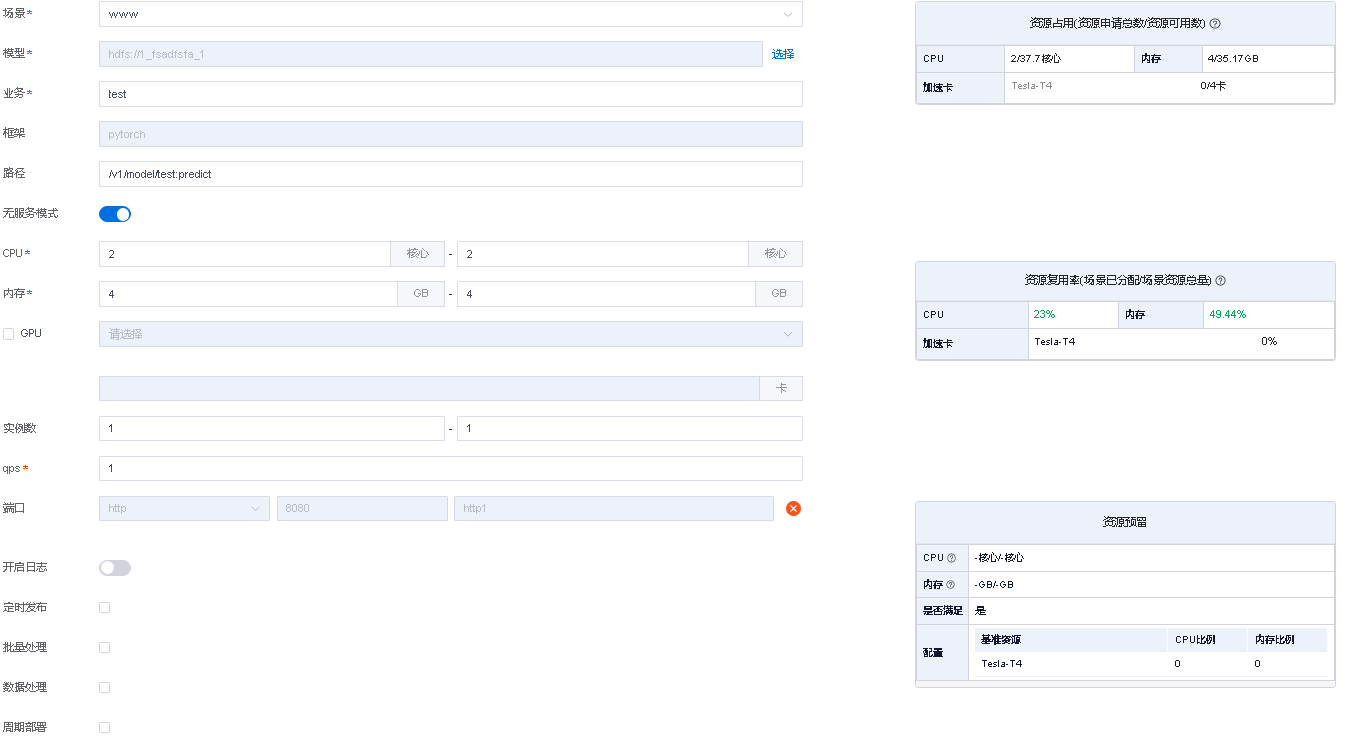 场景* www
模型* hdfs://1_fsadfsfa_1 选择
业务* test
框架 pytorch
路径 /v1/model/test:predict
无服务模式
CPU* 2 核心 - 2 核心
内存* 4 GB - 4 GB
GPU 请选择
卡
实例数 1 - 1
qps* 1
端口 http 8080 http1
开启日志
定时发布
批量处理
数据处理
周期部署
资源占用(资源申请总数/资源可用数)
CPU 2/37.7核心 内存 4/35.17GB
加速卡 Tesla-T4 0/4卡
资源复用率(场景已分配/场景资源总量)
CPU 23% 内存 49.44%
加速卡 Tesla-T4 0%
资源预留
CPU -核心/-核心
内存 -GB/-GB
是否满足 是
配置 基准资源 CPU比例 内存比例
Tesla-T4 0 0